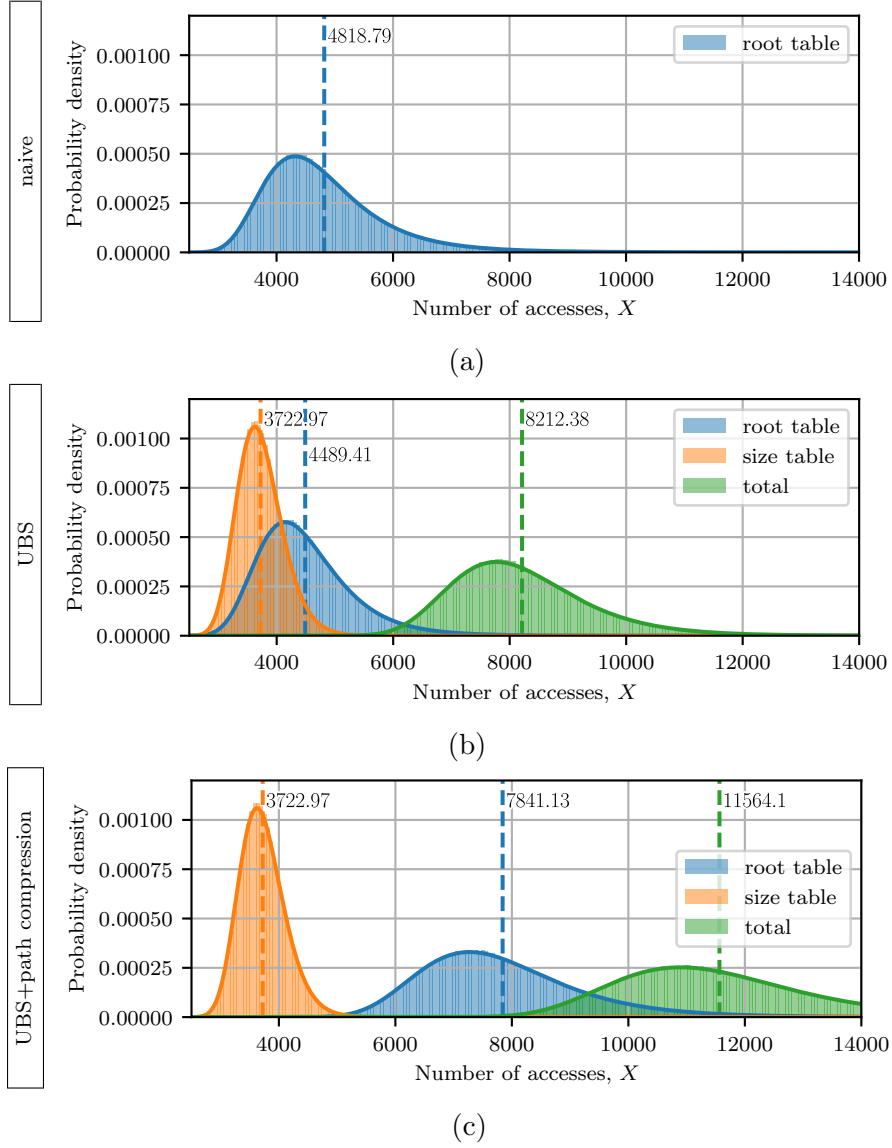 naive
Probability density
0.00100
0.00075
0.00050
0.00025
0.00000
4818.79
root table
4000 6000 8000 10000 12000 14000
Number of accesses, X
(a)
UBS
Probability density
0.00100
0.00075
0.00050
0.00025
0.00000
3722.97
4489.41
8212.38
root table
size table
total
4000 6000 8000 10000 12000 14000
Number of accesses, X
(b)
UBS+path compression
Probability density
0.00100
0.00075
0.00050
0.00025
0.00000
3722.97
7841.13
11564.1
root table
size table
total
4000 6000 8000 10000 12000 14000
Number of accesses, X
(c)